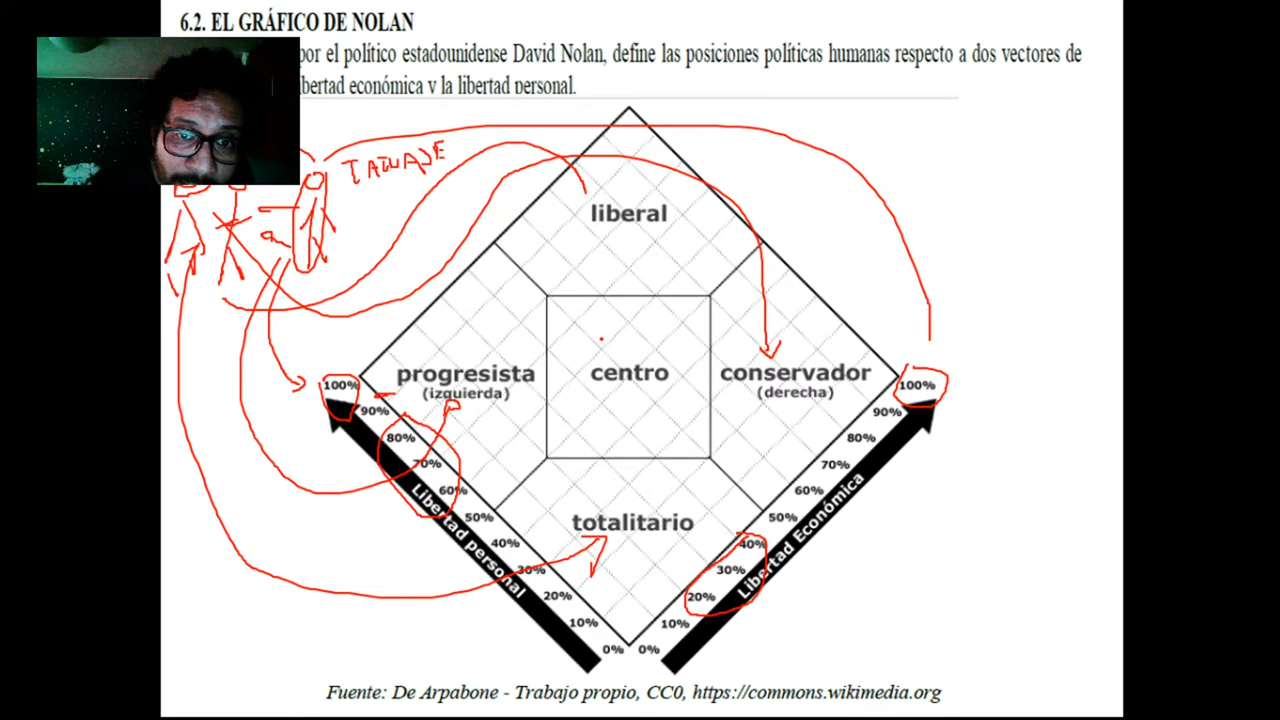 6.2. EL GRÁFICO DE NOLAN
por el político estadounidense David Nolan, define las posiciones políticas humanas respecto a dos vectores de
libertad económica y la libertad personal.
liberal
progresista
(izquierda)
centro
conservador
(derecha)
totalitario
100%
90%
80%
70%
60%
50%
40%
30%
20%
10%
0%
Libertad personal
100%
90%
80%
70%
60%
50%
40%
30%
20%
10%
0%
Libertad Económica
Fuente: De Arpabone - Trabajo propio, CC0, https://commons.wikimedia.org